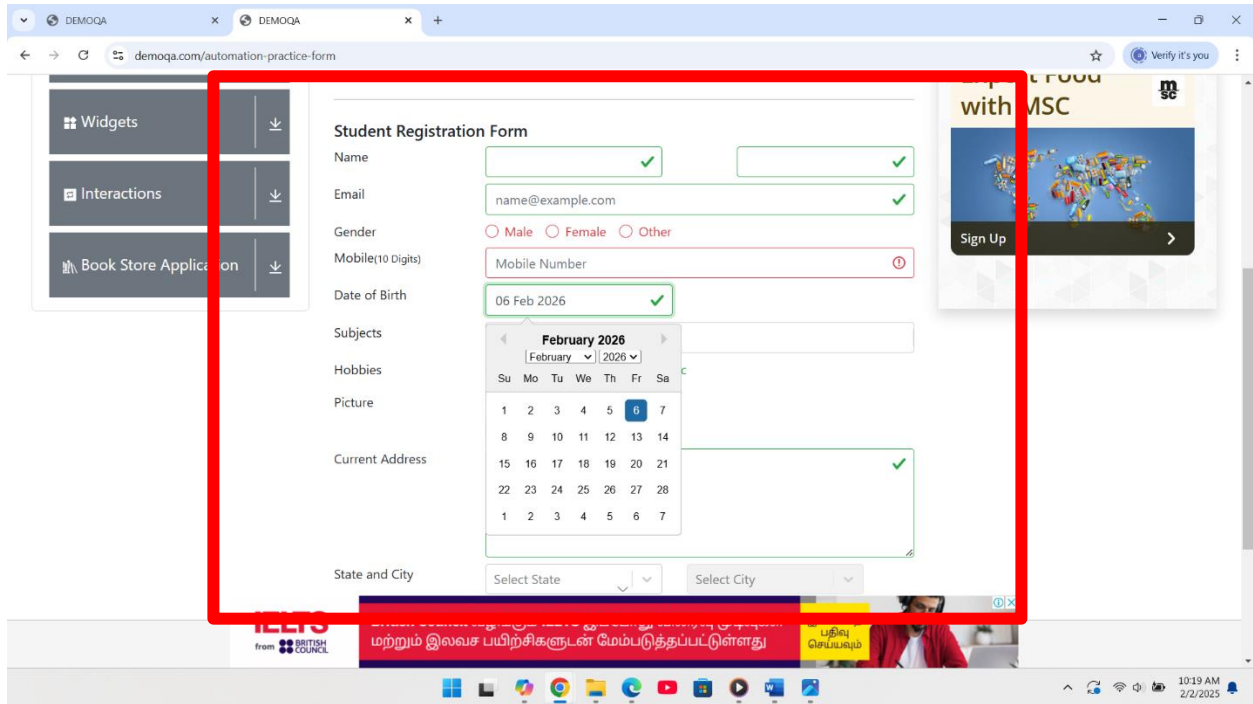 DEMOQA
DEMOQA
demoqa.com/automation-practice-form
Verify it's you
Widgets
Interactions
Book Store Application
Student Registration Form
Name
Email
name@example.com
Gender
Male
Female
Other
Mobile(10 Digits)
Mobile Number
Date of Birth
06 Feb 2026
Subjects
February 2026
February 2026
Su Mo Tu We Th Fr Sa
1 2 3 4 5 6 7
8 9 10 11 12 13 14
15 16 17 18 19 20 21
22 23 24 25 26 27 28
1 2 3 4 5 6 7
Hobbies
Picture
Current Address
State and City
Select State
Select City
with MSC
msc
Sign Up
IELTS
from BRITISH COUNCIL
மற்றும் இலவச பயிற்சிகளுடன் மேம்படுத்தப்பட்டுள்ளது
பதிவு
செய்யவும்
10:19 AM
2/2/2025